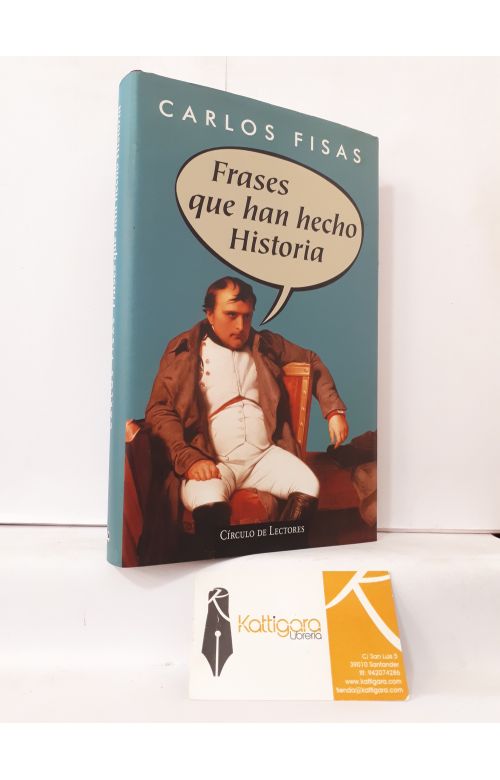 CARLOS FISAS
Frases
que han hecho
Historia
CÍRCULO DE LECTORES
Kattigara
Librería
C/ San Luis 5
39010 Santander
tlf: 942074286
www.kattigara.com
tienda@kattigara.com